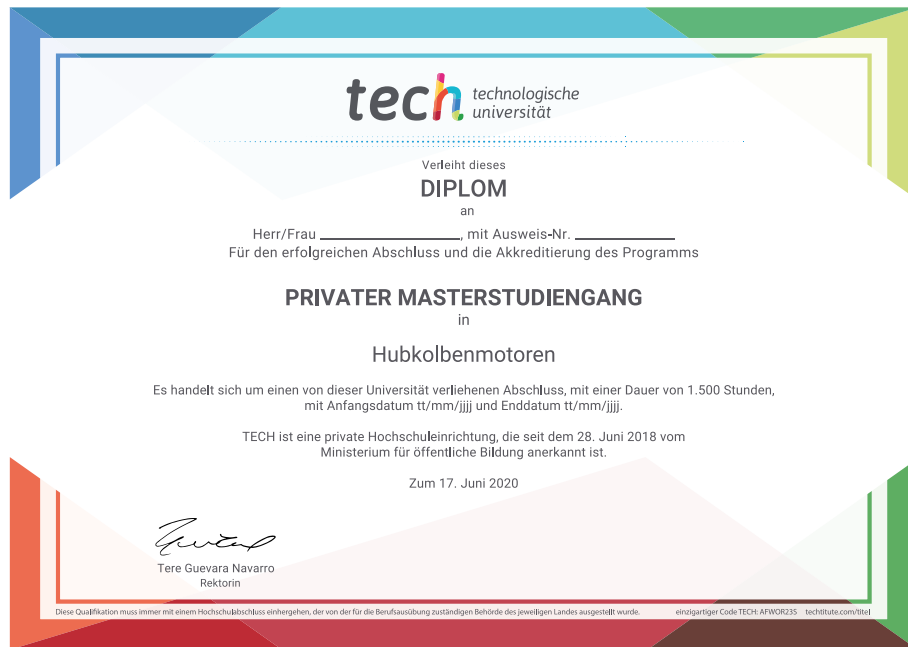 tech technologische
universität
Verleiht dieses
DIPLOM
an
Herr/Frau ____________________, mit Ausweis-Nr. ______________
Für den erfolgreichen Abschluss und die Akkreditierung des Programms
PRIVATER MASTERSTUDIENGANG
in
Hubkolbenmotoren
Es handelt sich um einen von dieser Universität verliehenen Abschluss, mit einer Dauer von 1.500 Stunden,
mit Anfangsdatum tt/mm/jjjj und Enddatum tt/mm/jjjj.
TECH ist eine private Hochschuleinrichtung, die seit dem 28. Juni 2018 vom
Ministerium für öffentliche Bildung anerkannt ist.
Zum 17. Juni 2020
Tere Guevara Navarro
Rektorin
Diese Qualifikation muss immer mit einem Hochschulabschluss einhergehen, der von der für die Berufsausübung zuständigen Behörde des jeweiligen Landes ausgestellt wurde. einzigartiger Code TECH: AFWOR23S techtitute.com/titel